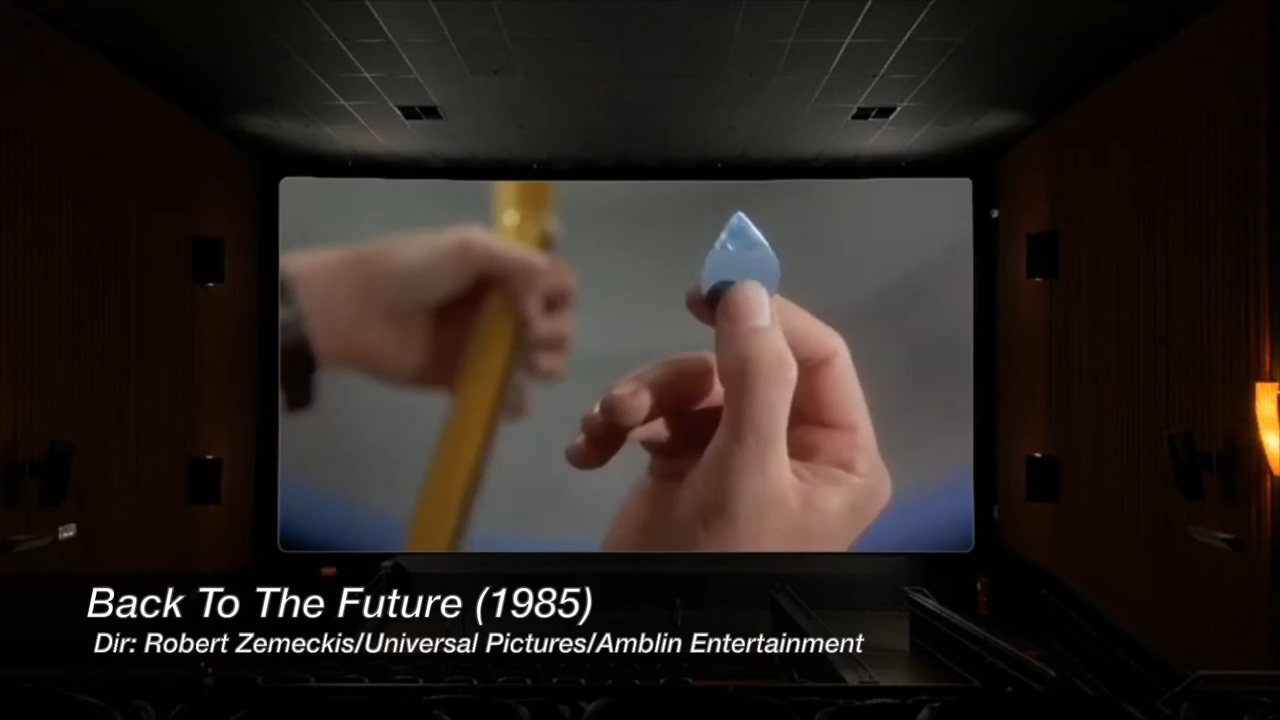 Back To The Future (1985)
Dir: Robert Zemeckis/Universal Pictures/Amblin Entertainment